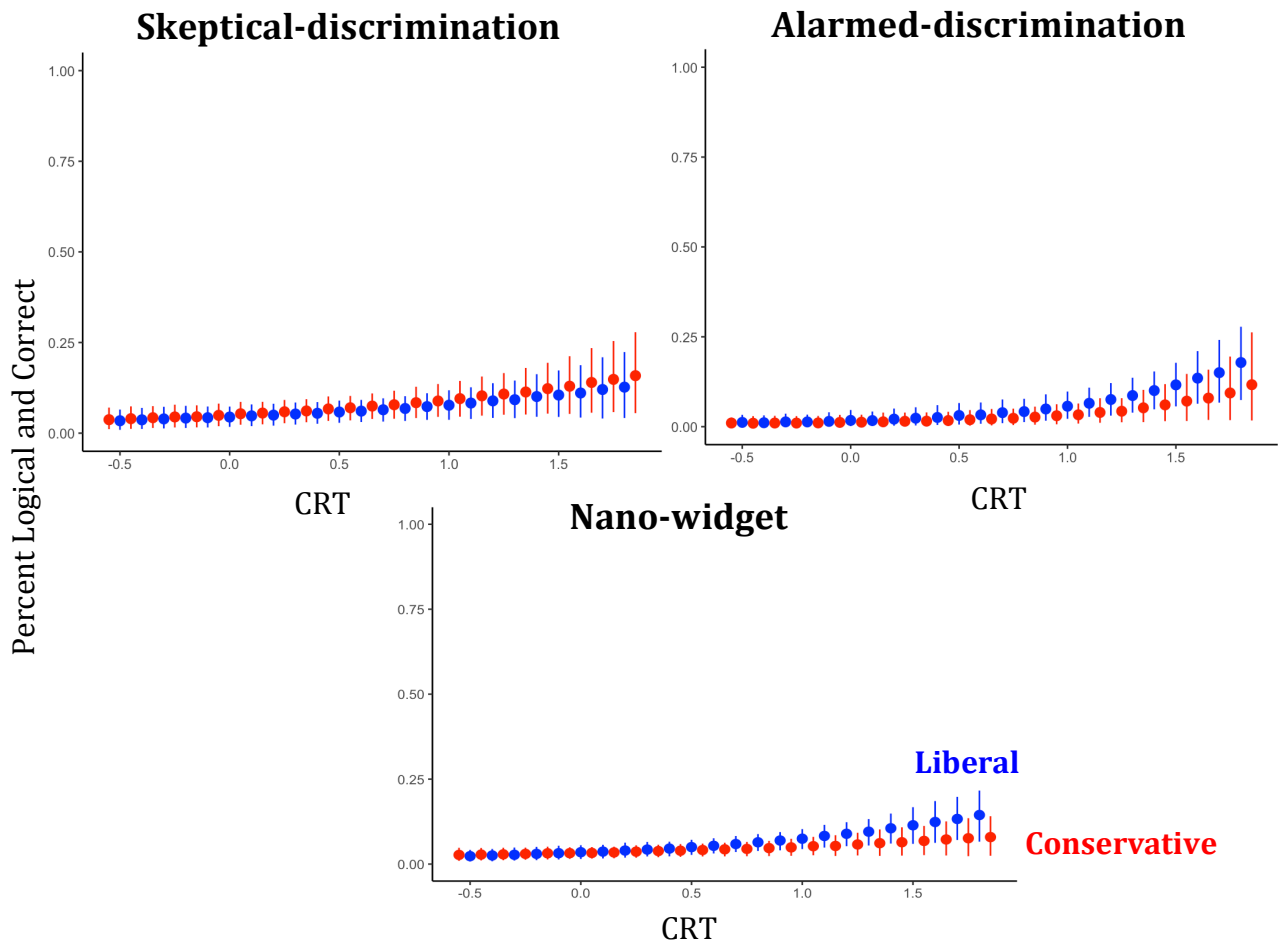 Skeptical-discrimination
Alarmed-discrimination
Percent Logical and Correct
1.00
0.75
0.50
0.25
0.00
-0.5 0.0 0.5 1.0 1.5
CRT
1.00
0.75
0.50
0.25
0.00
-0.5 0.0 0.5 1.0 1.5
CRT
Nano-widget
1.00
0.75
0.50
0.25
0.00
Liberal
Conservative
-0.5 0.0 0.5 1.0 1.5
CRT